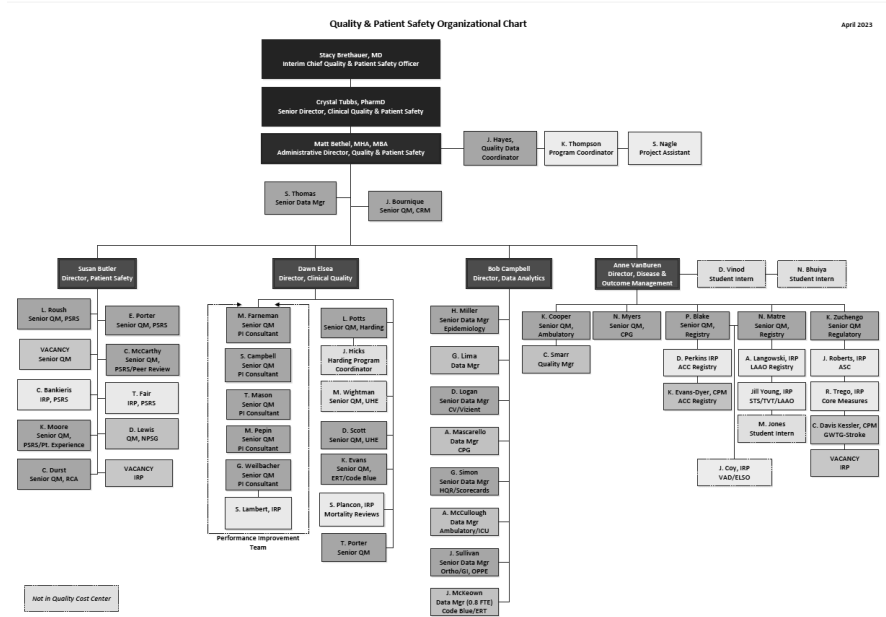 Quality & Patient Safety Organizational Chart
April 2023
Stacy Brethauer, MD
Interim Chief Quality & Patient Safety Officer
Crystal Tubbs, PharmD
Senior Director, Clinical Quality & Patient Safety
Matt Bethel, MHA, MBA
Administrative Director, Quality & Patient Safety
J. Hayes,
Quality Data
Coordinator
K. Thompson
Program Coordinator
S. Nagle
Project Assistant
S. Thomas
Senior Data Mgr
J. Bournique
Senior QM, CRM
Susan Butler
Director, Patient Safety
L. Roush
Senior QM, PSRS
E. Porter
Senior QM, PSRS
VACANCY
Senior QM
C. McCarthy
Senior QM,
PSRS/Peer Review
C. Bankieris
IRP, PSRS
T. Fair
IRP, PSRS
K. Moore
Senior QM,
PSRS/Pt. Experience
D. Lewis
QM, NPSG
C. Durst
Senior QM, RCA
VACANCY
IRP
Dawn Elsea
Director, Clinical Quality
M. Farneman
Senior QM
PI Consultant
S. Campbell
Senior QM
PI Consultant
T. Mason
Senior QM
PI Consultant
M. Pepin
Senior QM
PI Consultant
G. Weilbacher
Senior QM
PI Consultant
S. Lambert, IRP
Performance Improvement
Team
L. Potts
Senior QM, Harding
J. Hicks
Harding Program
Coordinator
M. Wightman
Senior QM, UHE
D. Scott
Senior QM, UHE
K. Evans
Senior QM,
ERT/Code Blue
S. Plancon, IRP
Mortality Reviews
T. Porter
Senior QM
Bob Campbell
Director, Data Analytics
H. Miller
Senior Data Mgr
Epidemiology
G. Lima
Data Mgr
D. Logan
Senior Data Mgr
CV/Vizient
A. Mascarello
Data Mgr
CPG
G. Simon
Senior Data Mgr
HQR/Scorecards
A. McCullough
Data Mgr
Ambulatory/ICU
J. Sullivan
Senior Data Mgr
Ortho/GI, OPPE
J. McKeown
Data Mgr (0.8 FTE)
Code Blue/ERT
Anne VanBuren
Director, Disease &
Outcome Management
D. Vinod
Student Intern
N. Bhuiya
Student Intern
K. Cooper
Senior QM,
Ambulatory
C. Smarr
Quality Mgr
N. Myers
Senior QM,
CPG
P. Blake
Senior QM,
Registry
D. Perkins IRP
ACC Registry
K. Evans-Dyer, CPM
ACC Registry
N. Matre
Senior QM,
Registry
A. Langowski, IRP
LAAO Registry
Jill Young, IRP
STS/TVT/LAAO
M. Jones
Student Intern
J. Coy, IRP
VAD/ELSO
K. Zuchengo
Senior QM
Regulatory
J. Roberts, IRP
ASC
R. Trego, IRP
Core Measures
C. Davis Kessler, CPM
GWTG-Stroke
VACANCY
IRP
Not in Quality Cost Center